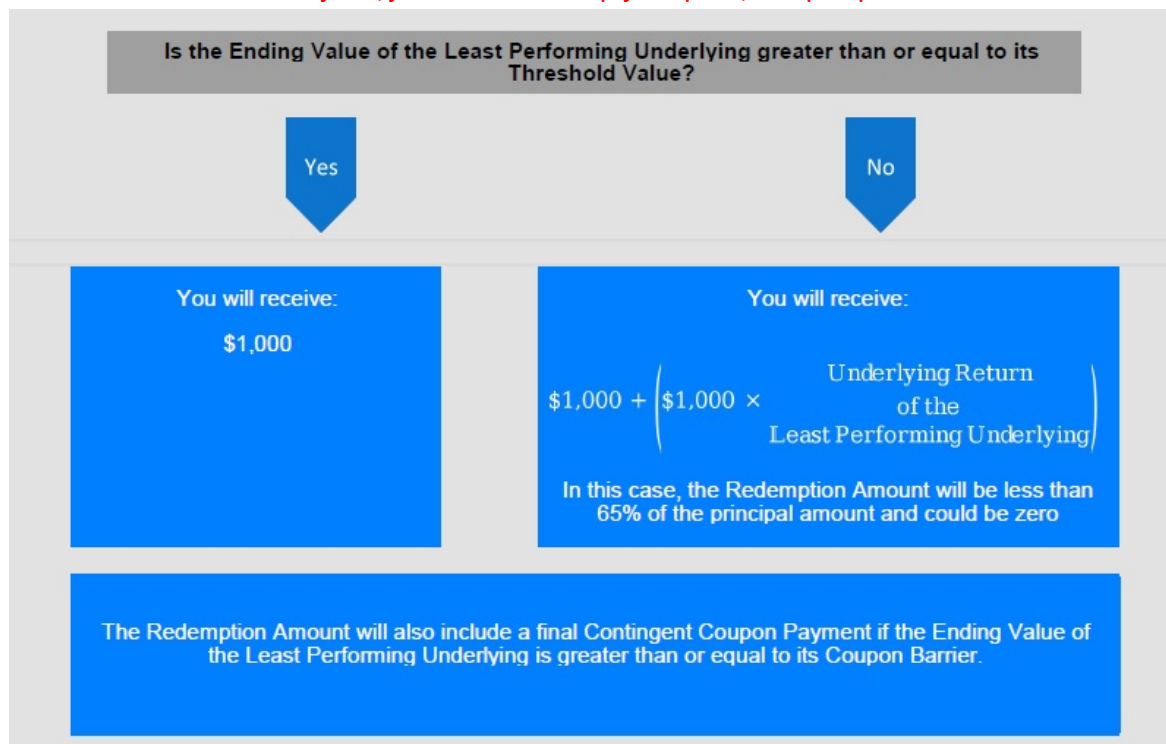 Is the Ending Value of the Least Performing Underlying greater than or equal to its
Threshold Value?
Yes
No
You will receive:
$1,000
You will receive:
$1,000 + ($1,000 × Underlying Return
of the
Least Performing Underlying)
In this case, the Redemption Amount will be less than
65% of the principal amount and could be zero
The Redemption Amount will also include a final Contingent Coupon Payment if the Ending Value of
the Least Performing Underlying is greater than or equal to its Coupon Barrier.